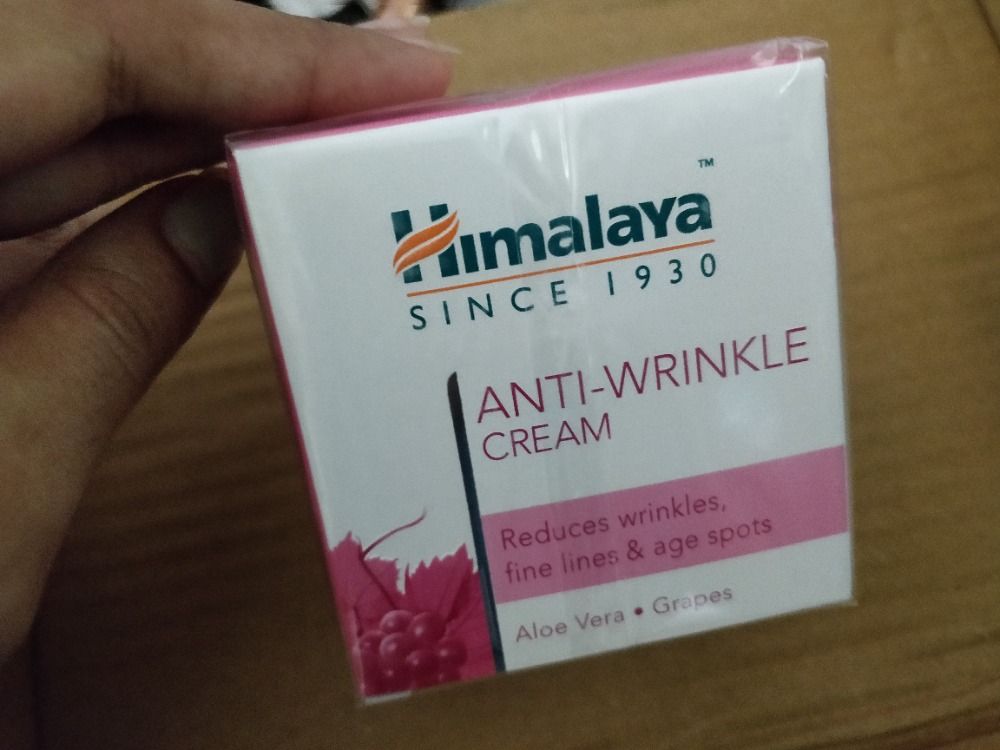 Himalaya™
SINCE 1930
ANTI-WRINKLE
CREAM
Reduces wrinkles,
fine lines & age spots
Aloe Vera • Grapes